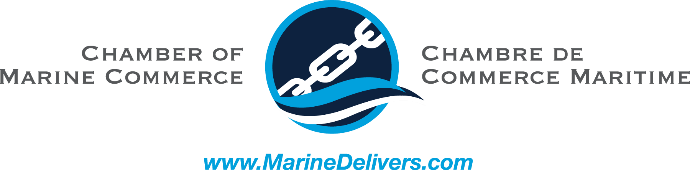 CHAMBER OF
MARINE COMMERCE
CHAMBRE DE
COMMERCE MARITIME
www.MarineDelivers.com